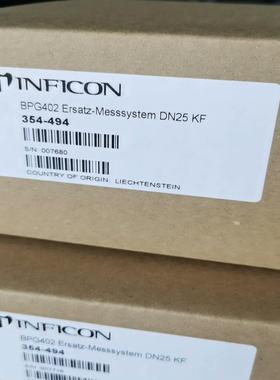 INFICON
BPG402 Ersatz-Messsystem DN25 KF
354-494
S/N: 007680
COUNTRY OF ORIGIN: LIECHTENSTEIN
INFICON
BPG402 Ersatz-Messsystem DN25 KF
354-494